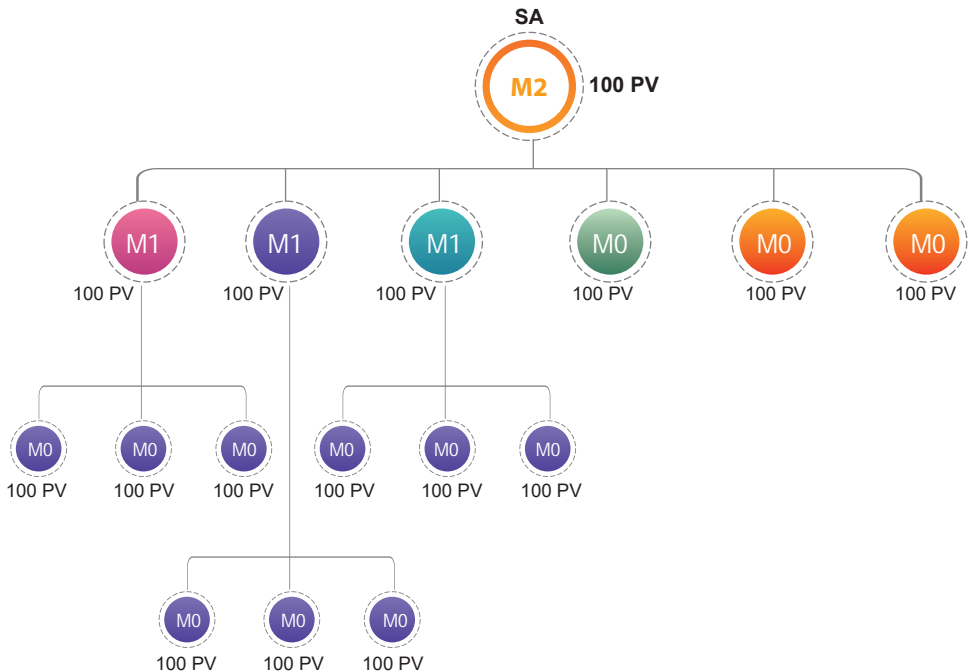 SA
M2 100 PV
M1 M1 M1 M0 M0 M0
100 PV 100 PV 100 PV 100 PV 100 PV 100 PV
M0 M0 M0 M0 M0 M0
100 PV 100 PV 100 PV 100 PV 100 PV 100 PV
M0 M0 M0
100 PV 100 PV 100 PV